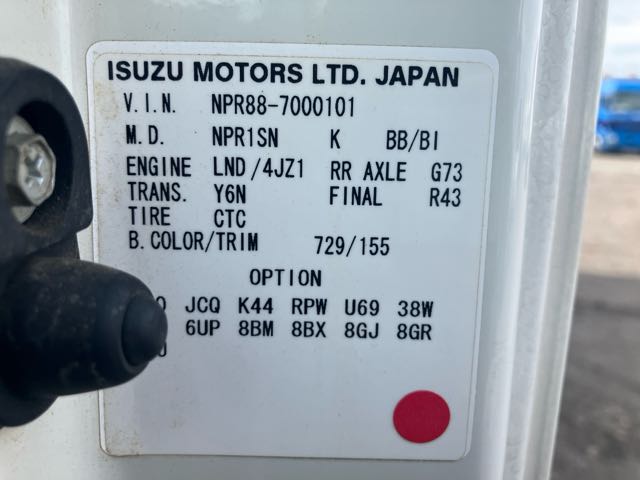 ISUZU MOTORS LTD. JAPAN
V.I.N. NPR88-7000101
M.D. NPR1SN K BB/BI
ENGINE LND/4JZ1 RR AXLE G73
TRANS. Y6N FINAL R43
TIRE CTC
B.COLOR/TRIM 729/155
OPTION
JCQ K44 RPW U69 38W
6UP 8BM 8BX 8GJ 8GR